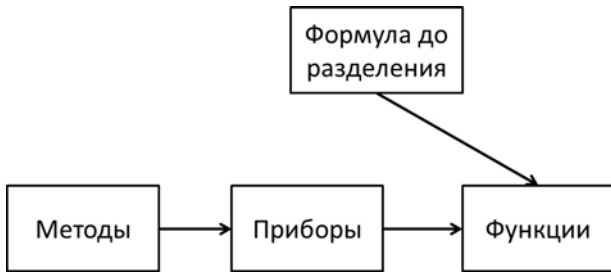 Формула до
разделения
Методы
Приборы
Функции